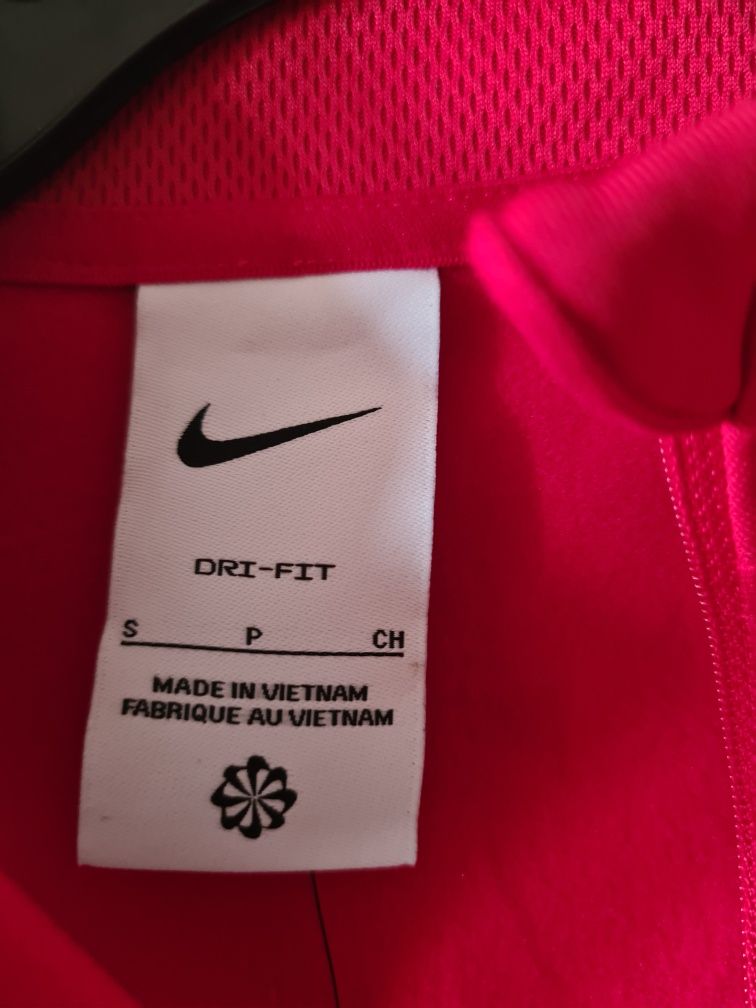 DRI-FIT
S P CH
MADE IN VIETNAM
FABRIQUE AU VIETNAM